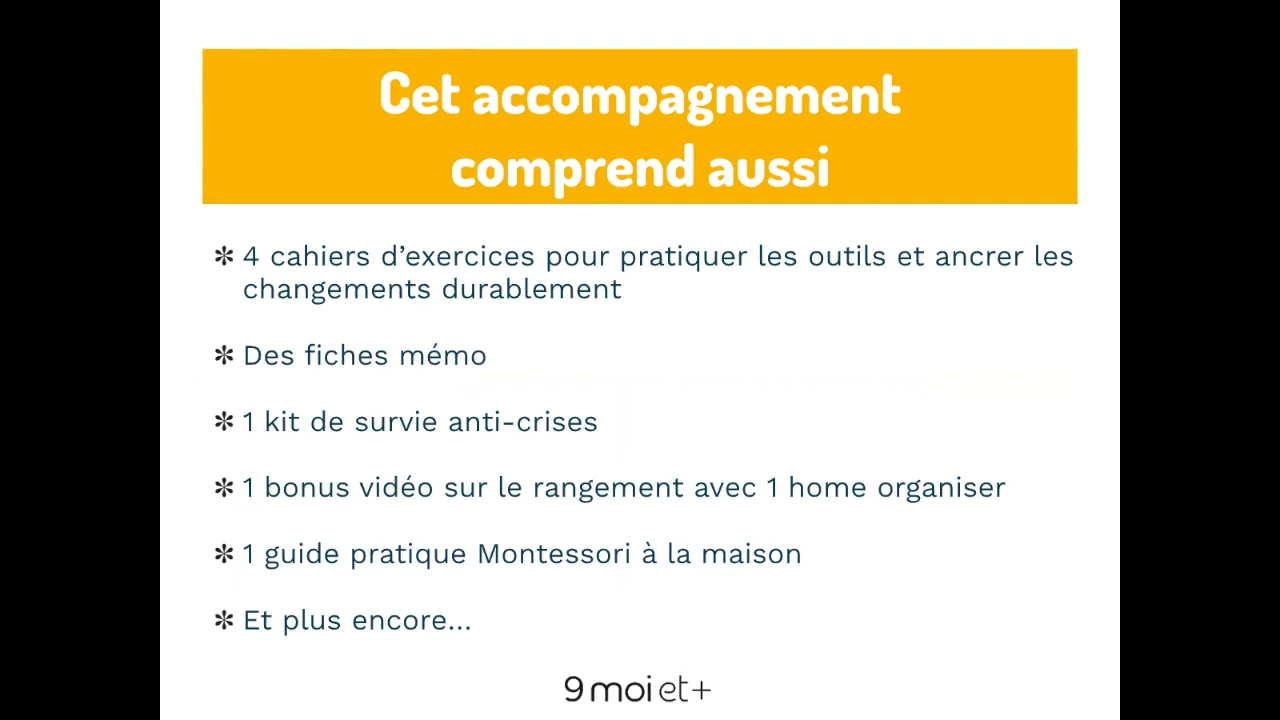 Cet accompagnement
comprend aussi
✻ 4 cahiers d’exercices pour pratiquer les outils et ancrer les
changements durablement
✻ Des fiches mémo
✻ 1 kit de survie anti-crises
✻ 1 bonus vidéo sur le rangement avec 1 home organiser
✻ 1 guide pratique Montessori à la maison
✻ Et plus encore...
9 moi et+